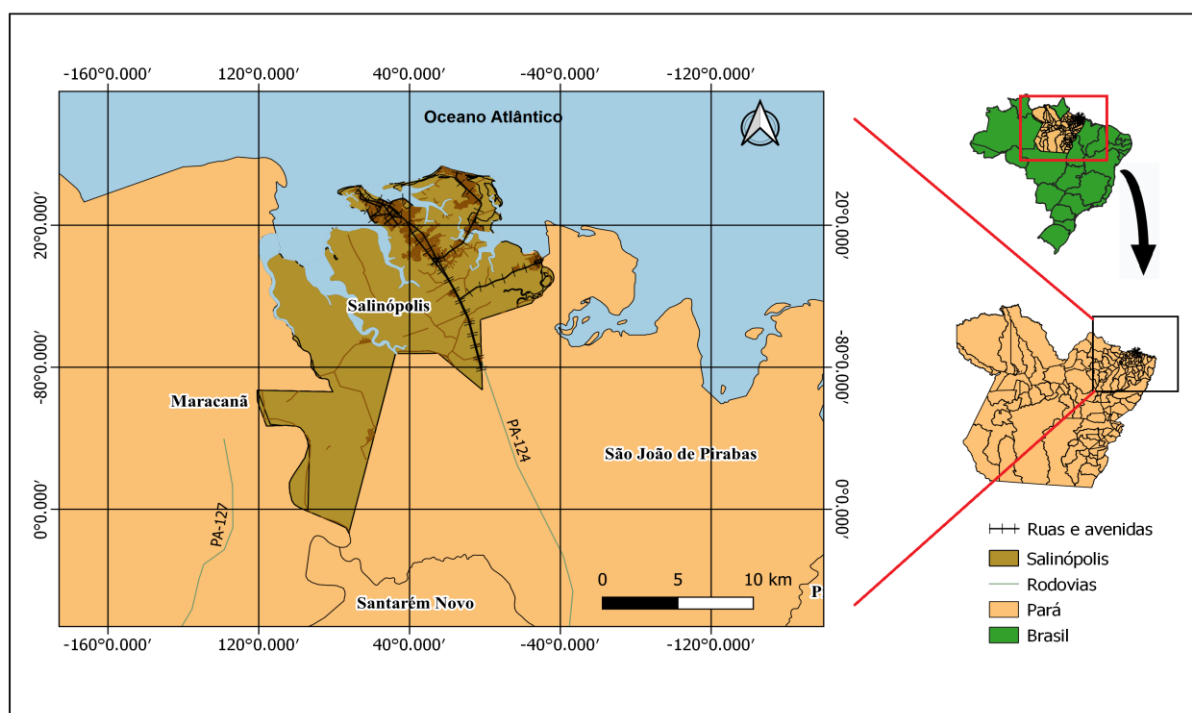 -160°0.000′ 120°0.000′ 40°0.000′ -40°0.000′ -120°0.000′
Oceano Atlântico
20°0.000′
20°0.000′
Salinópolis
-80°0.000′
-80°0.000′
Maracanã
PA-124
São João de Pirabas
PA-127
0°0.000′
0°0.000′
0 5 10 km
Santarém Novo
P
-160°0.000′ 120°0.000′ 40°0.000′ -40°0.000′ -120°0.000′
Ruas e avenidas
Salinópolis
Rodovias
Pará
Brasil